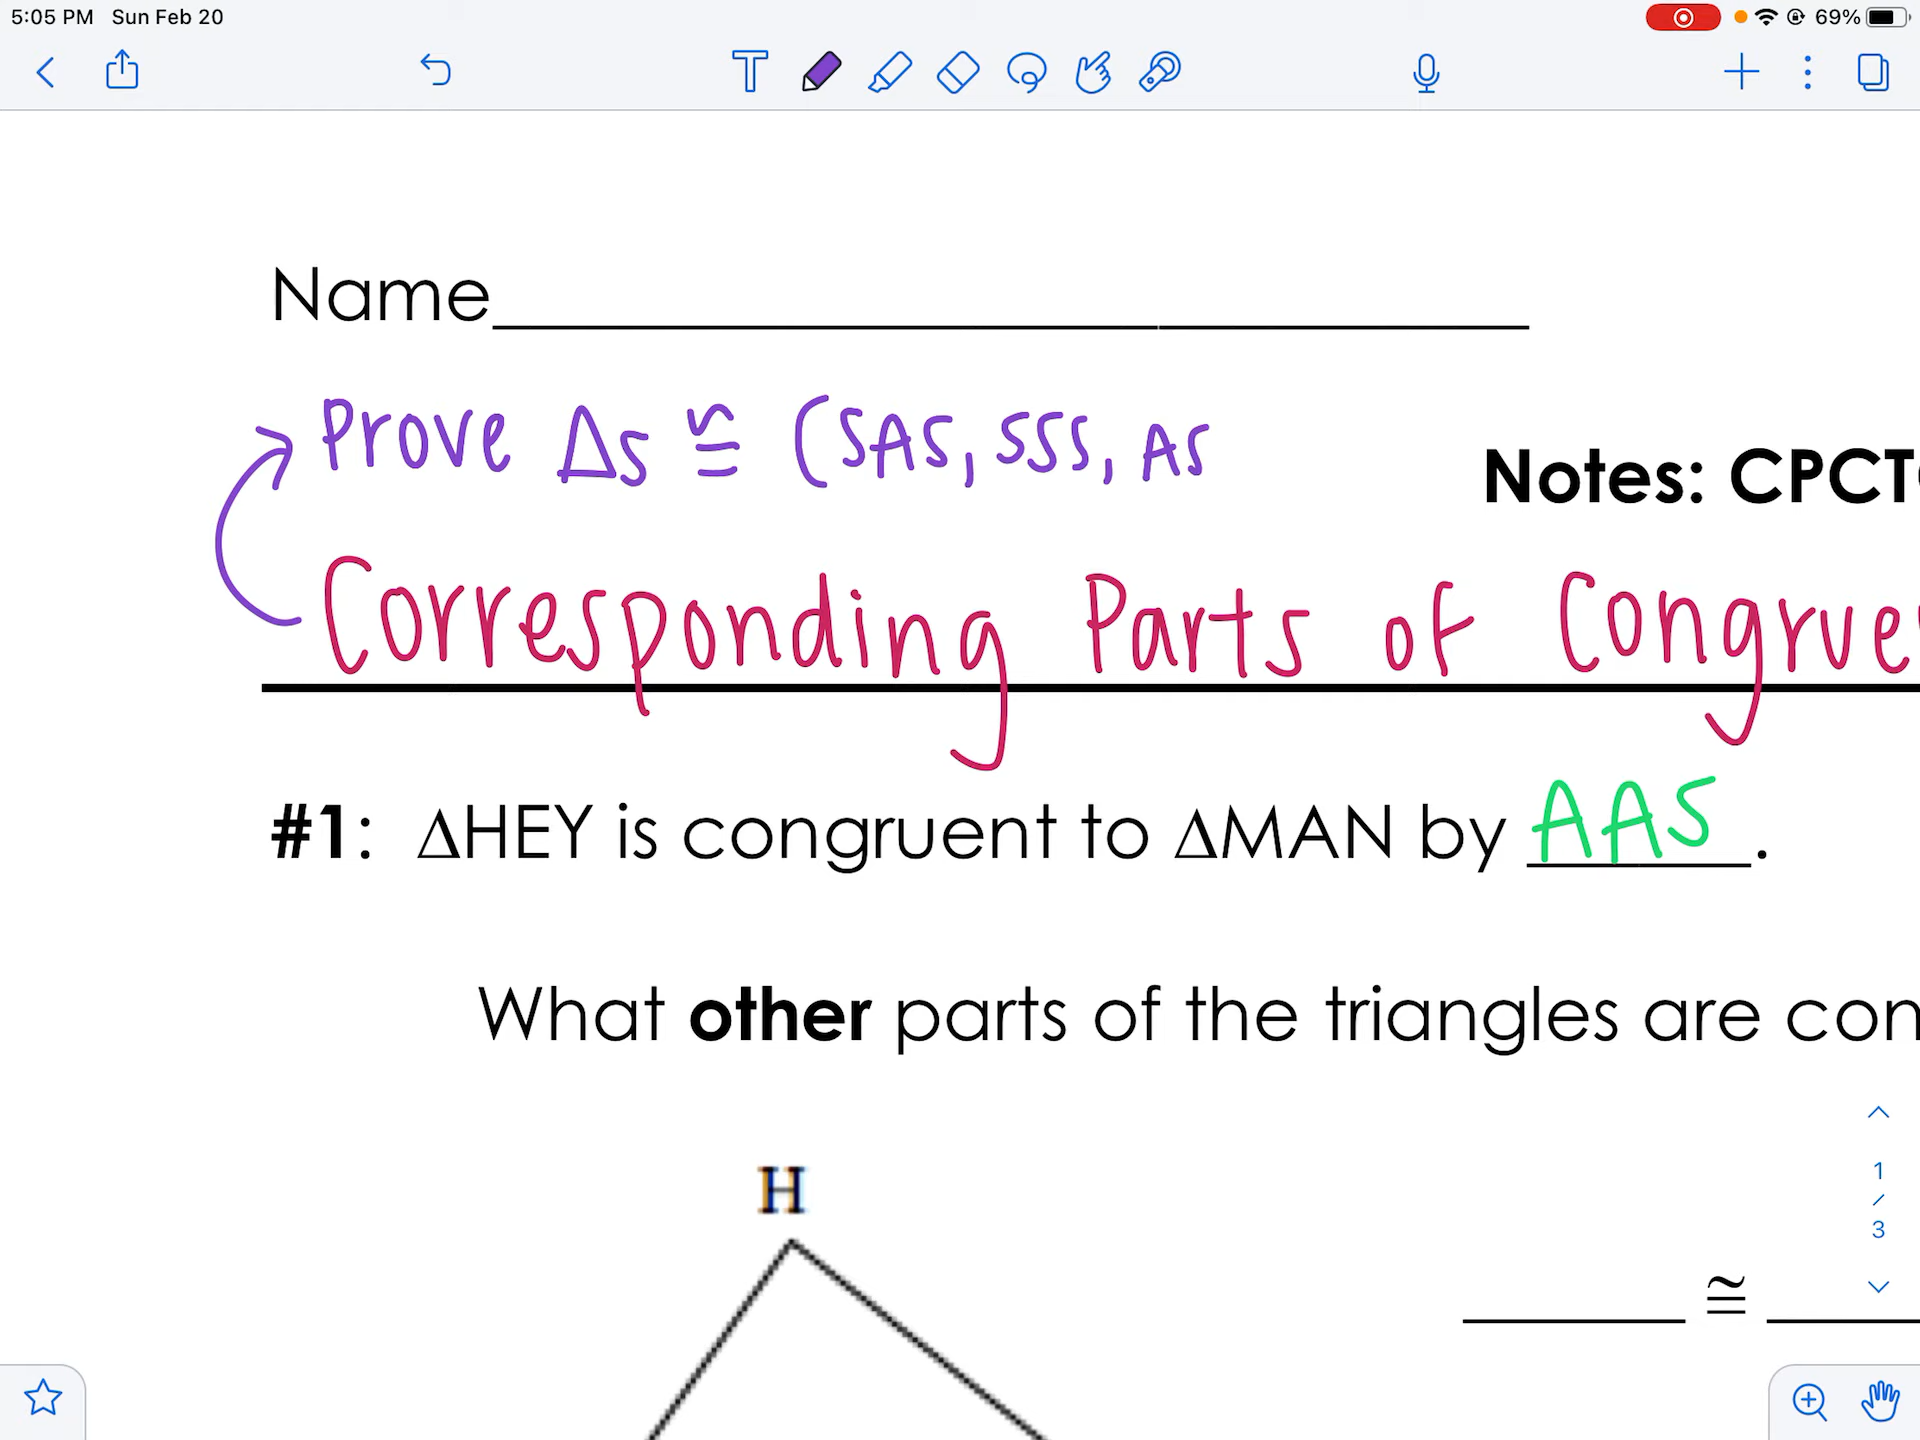 5:05 PM Sun Feb 20
69%
Name
Prove Δs ≅ (SAS, SSS, AS
Notes: CPCT
Corresponding Parts of Congrue
#1: ΔHEY is congruent to ΔMAN by AAS.
What other parts of the triangles are con
H
≅
1
/
3